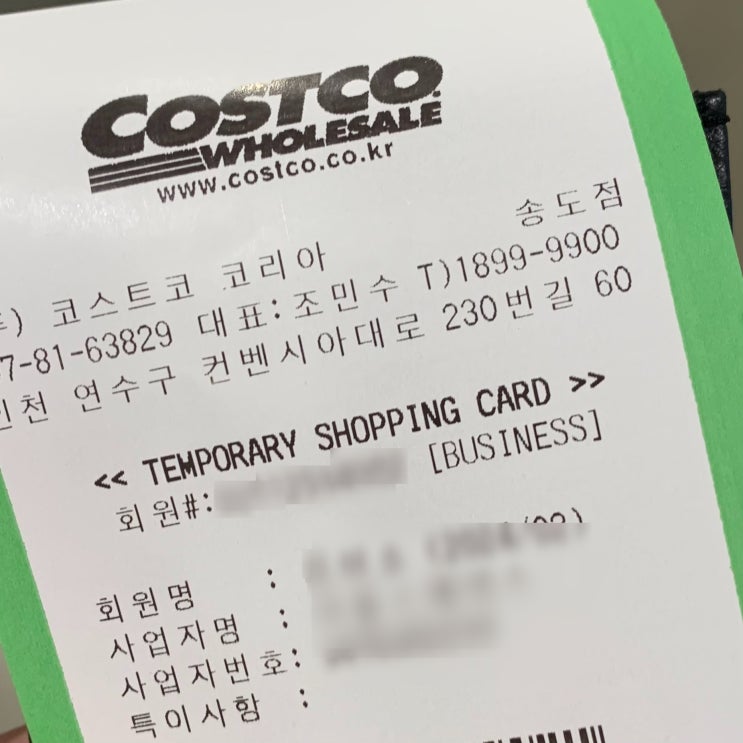 COSTCO
WHOLESALE
www.costco.co.kr
송도점
) 코스트코 코리아
7-81-63829 대표:조민수 T)1899-9900
인천 연수구 컨벤시아대로 230번길 60
<< TEMPORARY SHOPPING CARD >>
회원#: [BUSINESS]
회원명 :
사업자명 :
사업자번호:
특이사항 :